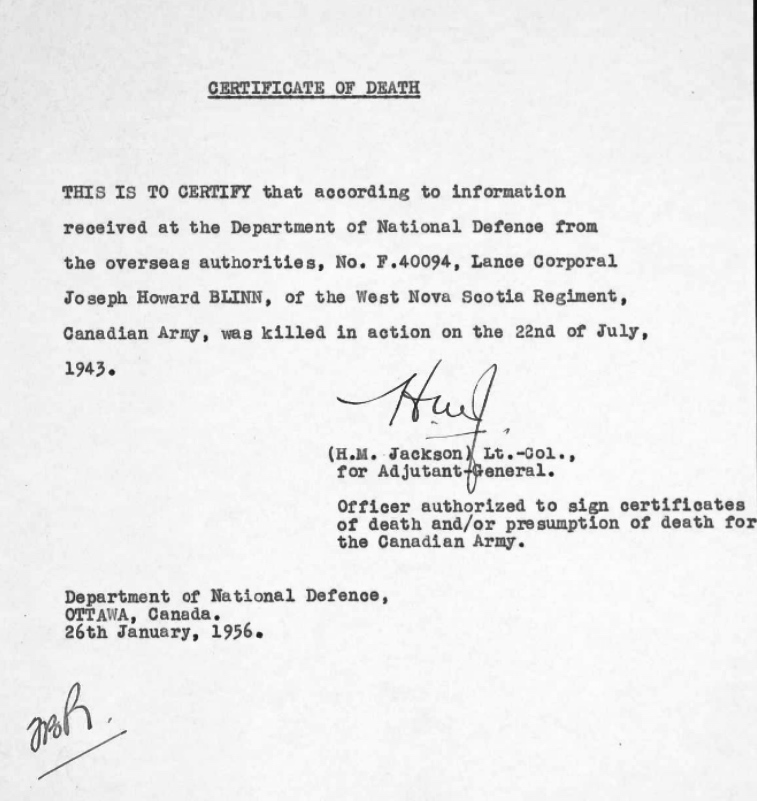 CERTIFICATE OF DEATH
THIS IS TO CERTIFY that according to information
received at the Department of National Defence from
the overseas authorities, No. F.40094, Lance Corporal
Joseph Howard BLINN, of the West Nova Scotia Regiment,
Canadian Army, was killed in action on the 22nd of July,
1943.
(H.M. Jackson) Lt.-Col.,
for Adjutant-General.
Officer authorized to sign certificates
of death and/or presumption of death for
the Canadian Army.
Department of National Defence,
OTTAWA, Canada.
26th January, 1956.